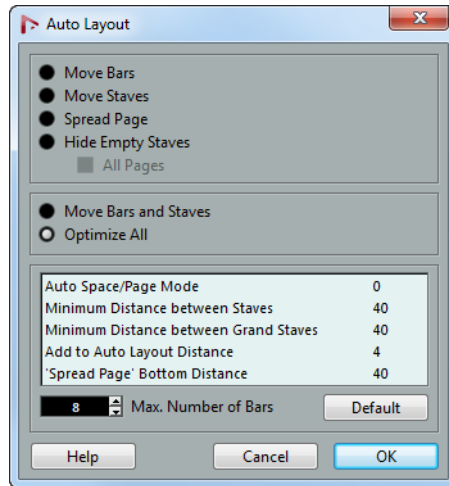 Auto Layout
Move Bars
Move Staves
Spread Page
Hide Empty Staves
All Pages
Move Bars and Staves
Optimize All
Auto Space/Page Mode 0
Minimum Distance between Staves 40
Minimum Distance between Grand Staves 40
Add to Auto Layout Distance 4
'Spread Page' Bottom Distance 40
8 Max. Number of Bars Default
Help Cancel OK